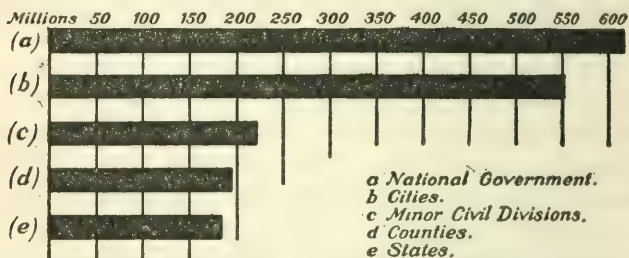 Millions 50 100 150 200 250 300 350 400 450 500 550 600
(a)
(b)
(c)
(d)
(e)
a National Government.
b Cities.
c Minor Civil Divisions.
d Counties.
e States.